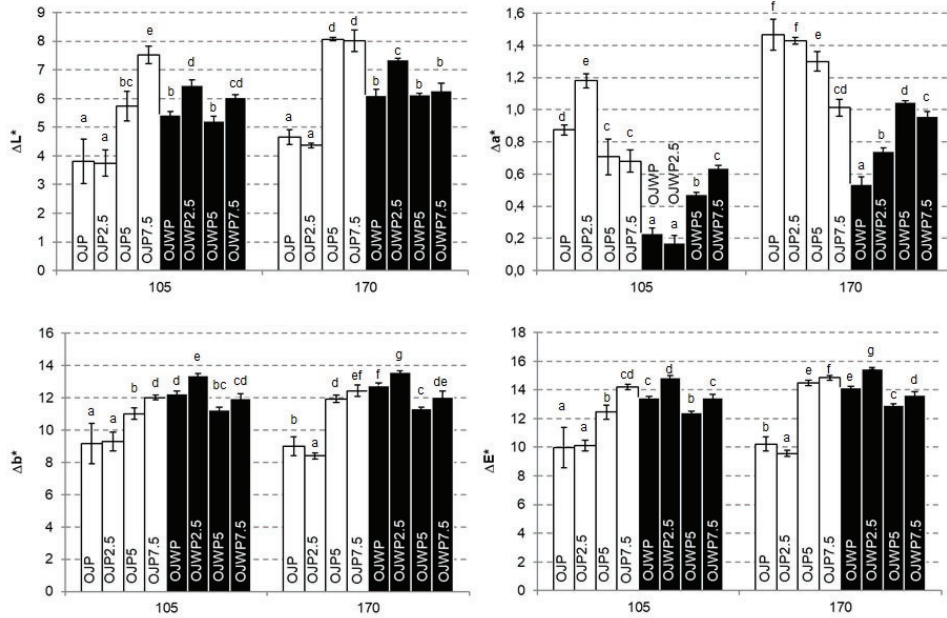 9
8
7
6
5
4
3
2
1
0
ΔL*
a a bc e b d b cd
a a d d b c b b
OJP OJP2.5 OJP5 OJP7.5 OJWP OJWP2.5 OJWP5 OJWP7.5
OJP OJP2.5 OJP5 OJP7.5 OJWP OJWP2.5 OJWP5 OJWP7.5
105 170
1,6
1,4
1,2
1,0
0,8
0,6
0,4
0,2
0,0
Δa*
d e c c a a b c
f f e cd a b d c
OJP OJP2.5 OJP5 OJP7.5 OJWP OJWP2.5 OJWP5 OJWP7.5
OJP OJP2.5 OJP5 OJP7.5 OJWP OJWP2.5 OJWP5 OJWP7.5
105 170
16
14
12
10
8
6
4
2
0
Δb*
a a b d d e bc cd
b a d ef f g c de
OJP OJP2.5 OJP5 OJP7.5 OJWP OJWP2.5 OJWP5 OJWP7.5
OJP OJP2.5 OJP5 OJP7.5 OJWP OJWP2.5 OJWP5 OJWP7.5
105 170
18
16
14
12
10
8
6
4
2
0
ΔE*
a a b cd c d b c
b a e e e g c d
OJP OJP2.5 OJP5 OJP7.5 OJWP OJWP2.5 OJWP5 OJWP7.5
OJP OJP2.5 OJP5 OJP7.5 OJWP OJWP2.5 OJWP5 OJWP7.5
105 170